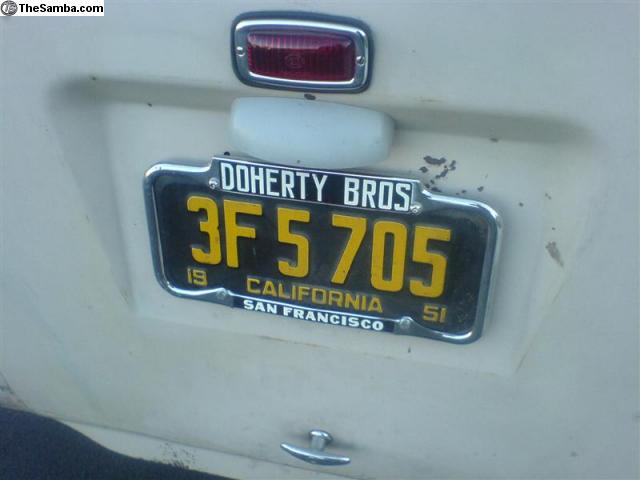 TheSamba.com
DOHERTY BROS.
3F 5 705
19 CALIFORNIA 51
SAN FRANCISCO